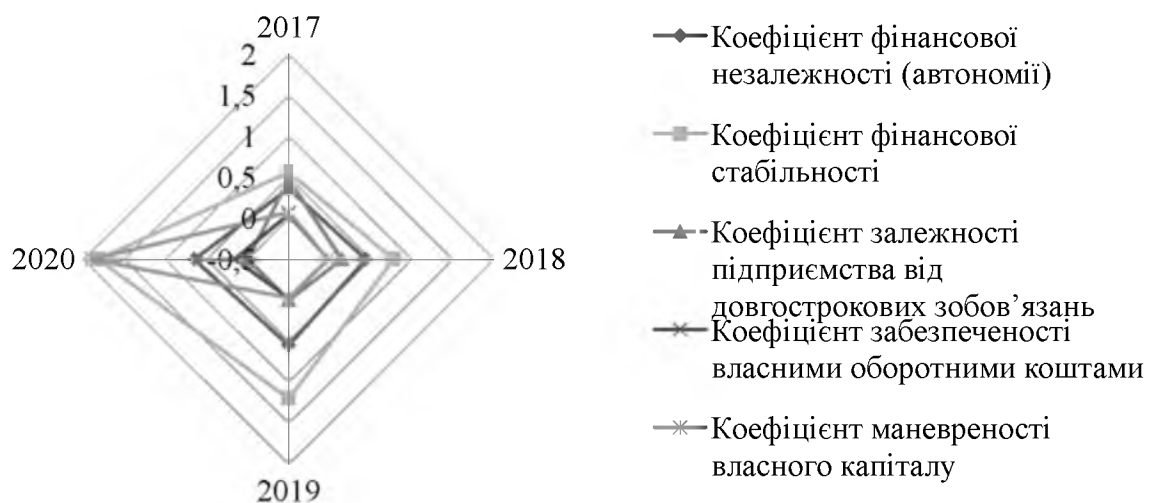 2017
2
1,5
1
0,5
0
-0,5
2020
2018
2019
Коефіцієнт фінансової
незалежності (автономії)
Коефіцієнт фінансової
стабільності
Коефіцієнт залежності
підприємства від
довгострокових зобов’язань
Коефіцієнт забезпеченості
власними оборотними коштами
Коефіцієнт маневреності
власного капіталу